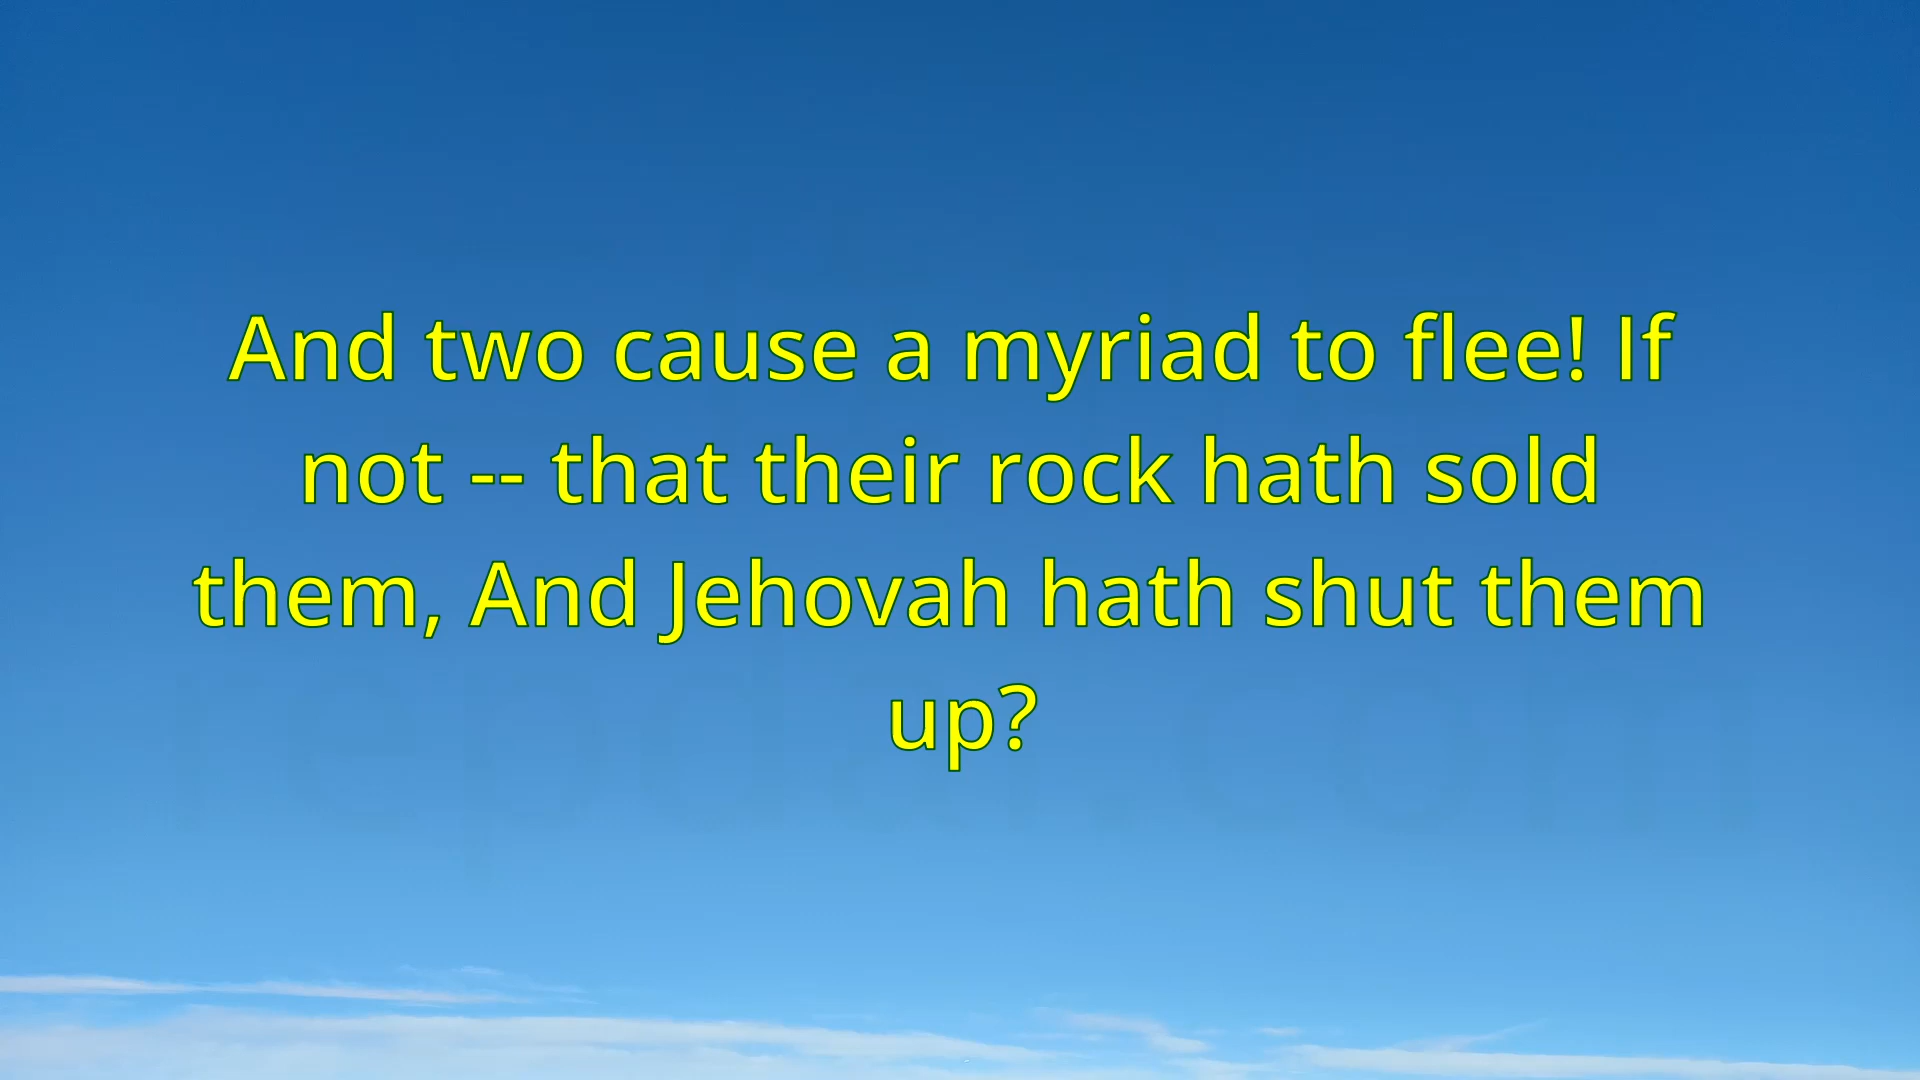 And two cause a myriad to flee! If
not -- that their rock hath sold
them, And Jehovah hath shut them
up?